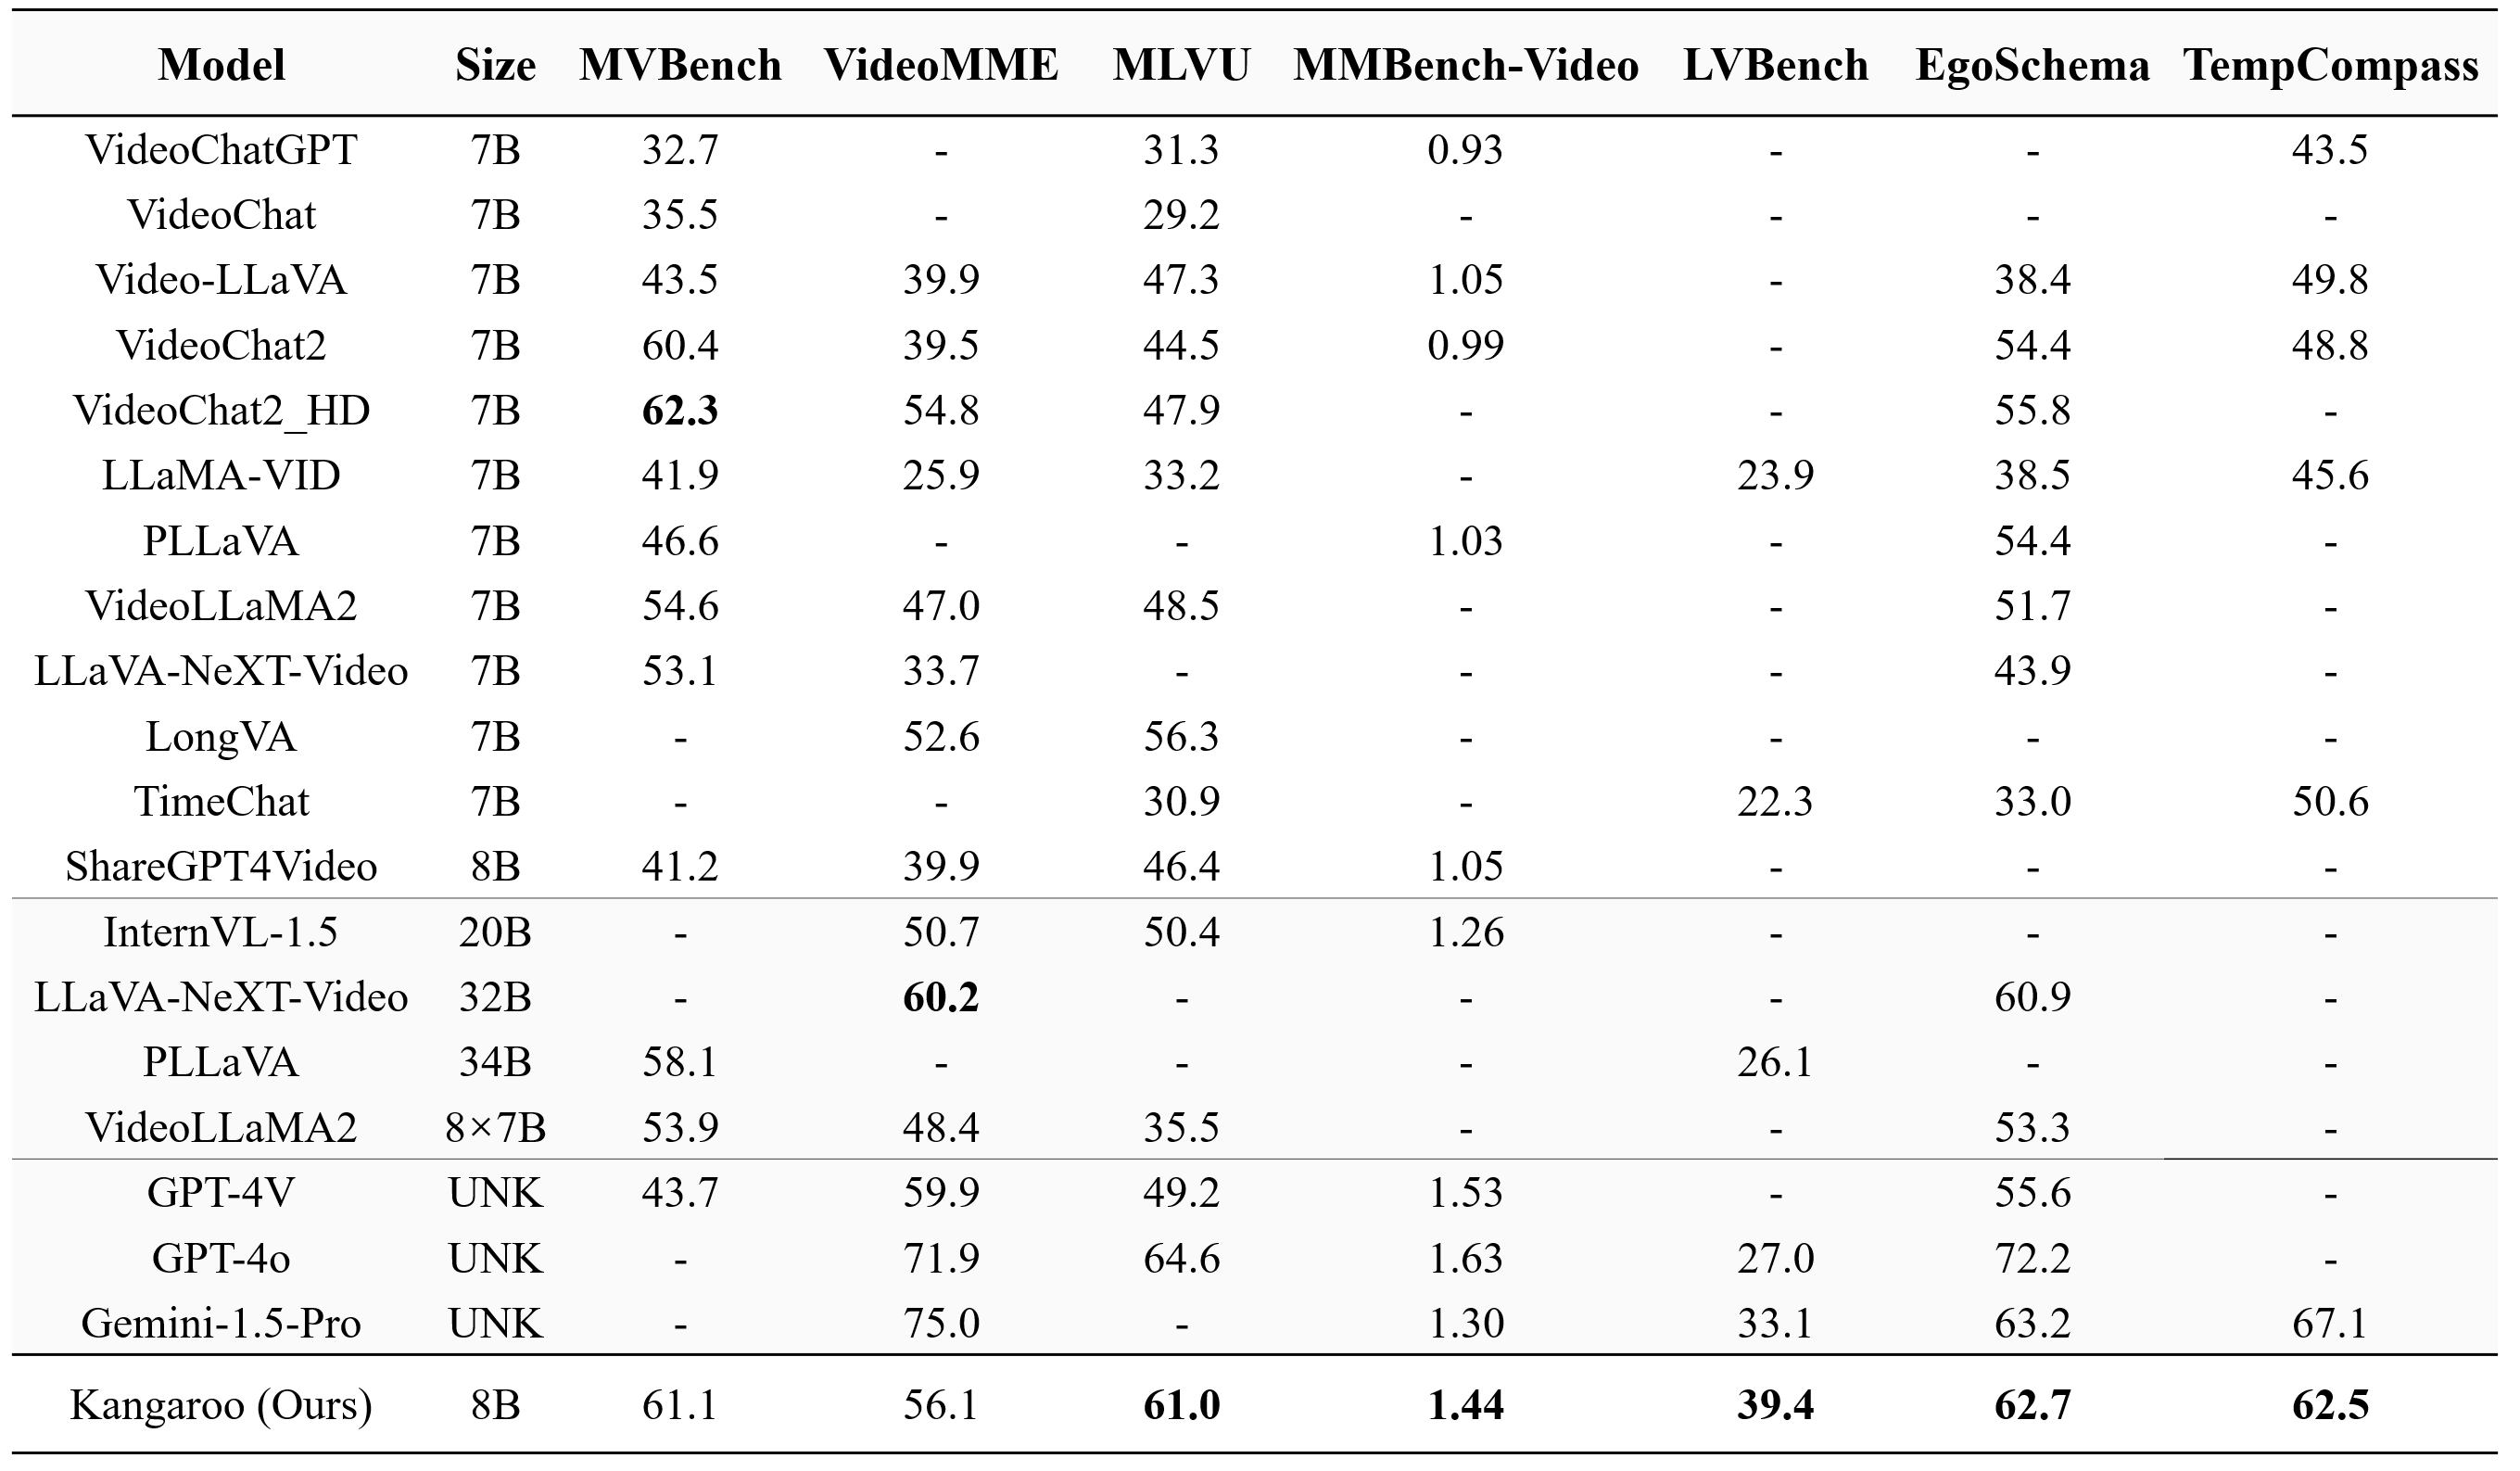 Model Size MVBench VideoMME MLVU MMBench-Video LVBench EgoSchema TempCompass
VideoChatGPT 7B 32.7 - 31.3 0.93 - - 43.5
VideoChat 7B 35.5 - 29.2 - - - -
Video-LLaVA 7B 43.5 39.9 47.3 1.05 - 38.4 49.8
VideoChat2 7B 60.4 39.5 44.5 0.99 - 54.4 48.8
VideoChat2_HD 7B 62.3 54.8 47.9 - - 55.8 -
LLaMA-VID 7B 41.9 25.9 33.2 - 23.9 38.5 45.6
PLLaVA 7B 46.6 - - 1.03 - 54.4 -
VideoLLaMA2 7B 54.6 47.0 48.5 - - 51.7 -
LLaVA-NeXT-Video 7B 53.1 33.7 - - - 43.9 -
LongVA 7B - 52.6 56.3 - - - -
TimeChat 7B - - 30.9 - 22.3 33.0 50.6
ShareGPT4Video 8B 41.2 39.9 46.4 1.05 - - -
InternVL-1.5 20B - 50.7 50.4 1.26 - - -
LLaVA-NeXT-Video 32B - 60.2 - - - 60.9 -
PLLaVA 34B 58.1 - - - 26.1 - -
VideoLLaMA2 8×7B 53.9 48.4 35.5 - - 53.3 -
GPT-4V UNK 43.7 59.9 49.2 1.53 - 55.6 -
GPT-4o UNK - 71.9 64.6 1.63 27.0 72.2 -
Gemini-1.5-Pro UNK - 75.0 - 1.30 33.1 63.2 67.1
Kangaroo (Ours) 8B 61.1 56.1 61.0 1.44 39.4 62.7 62.5